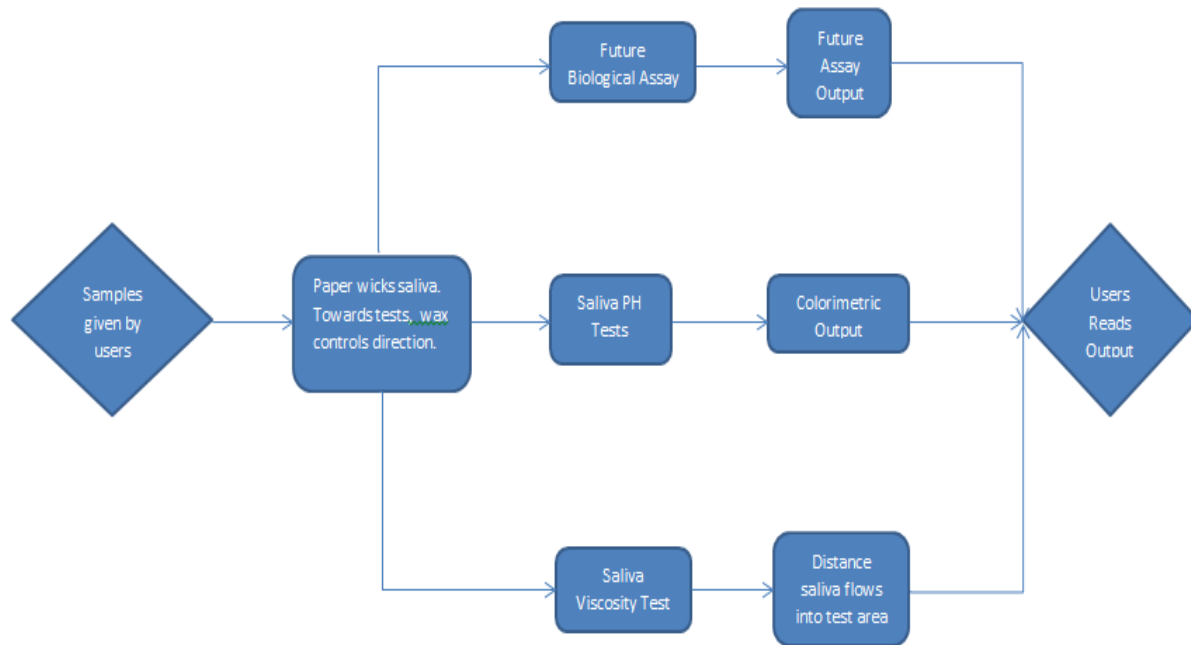 Samples
given by
users
Paper wicks saliva.
Towards tests, wax
controls direction.
Future
Biological Assay
Future
Assay
Output
Saliva PH
Tests
Colorimetric
Output
Saliva
Viscosity Test
Distance
saliva flows
into test area
Users
Reads
Output